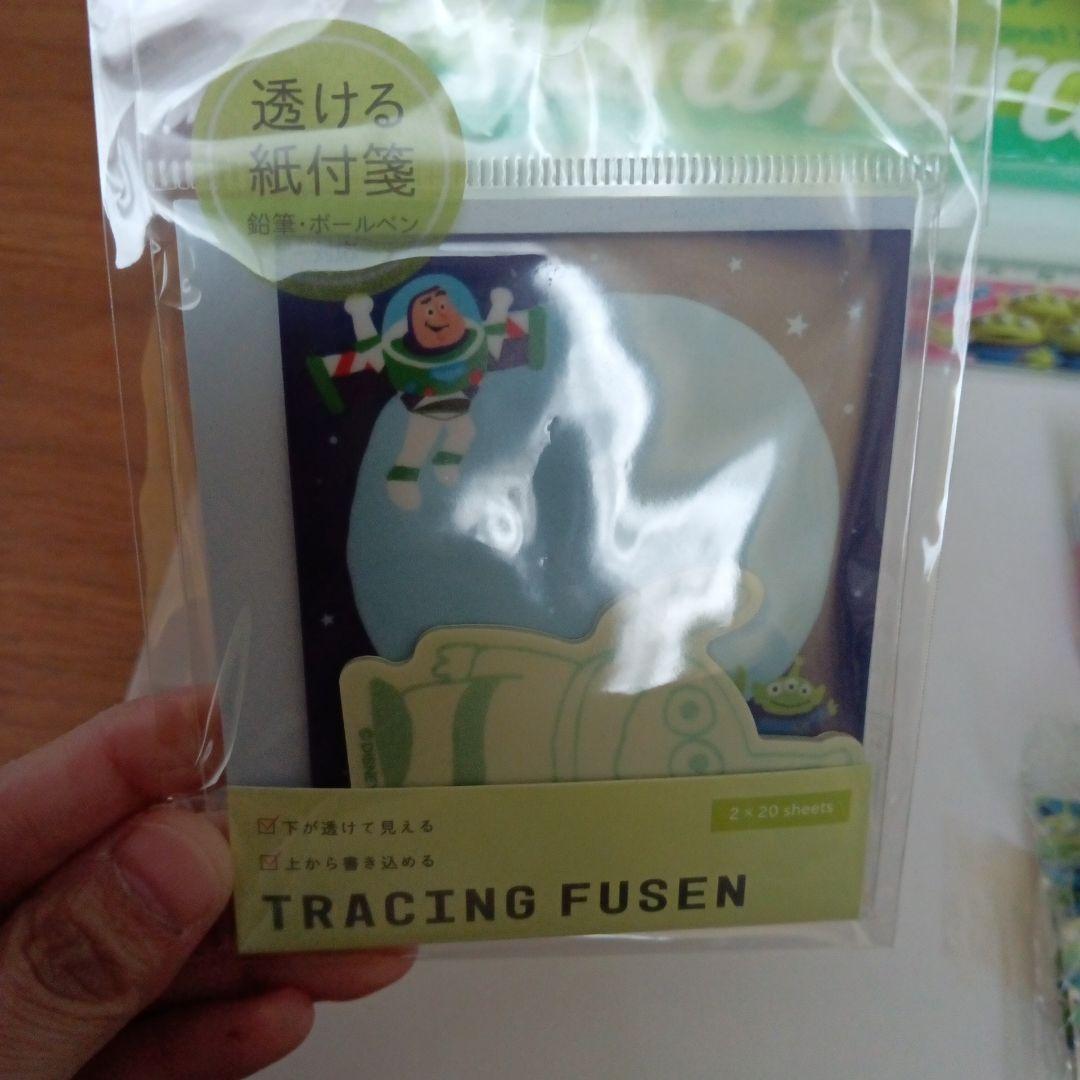 透ける
紙付箋
鉛筆・ボールペン
©DISNEY
2×20 sheets
下が透けて見える
上から書き込める
TRACING FUSEN